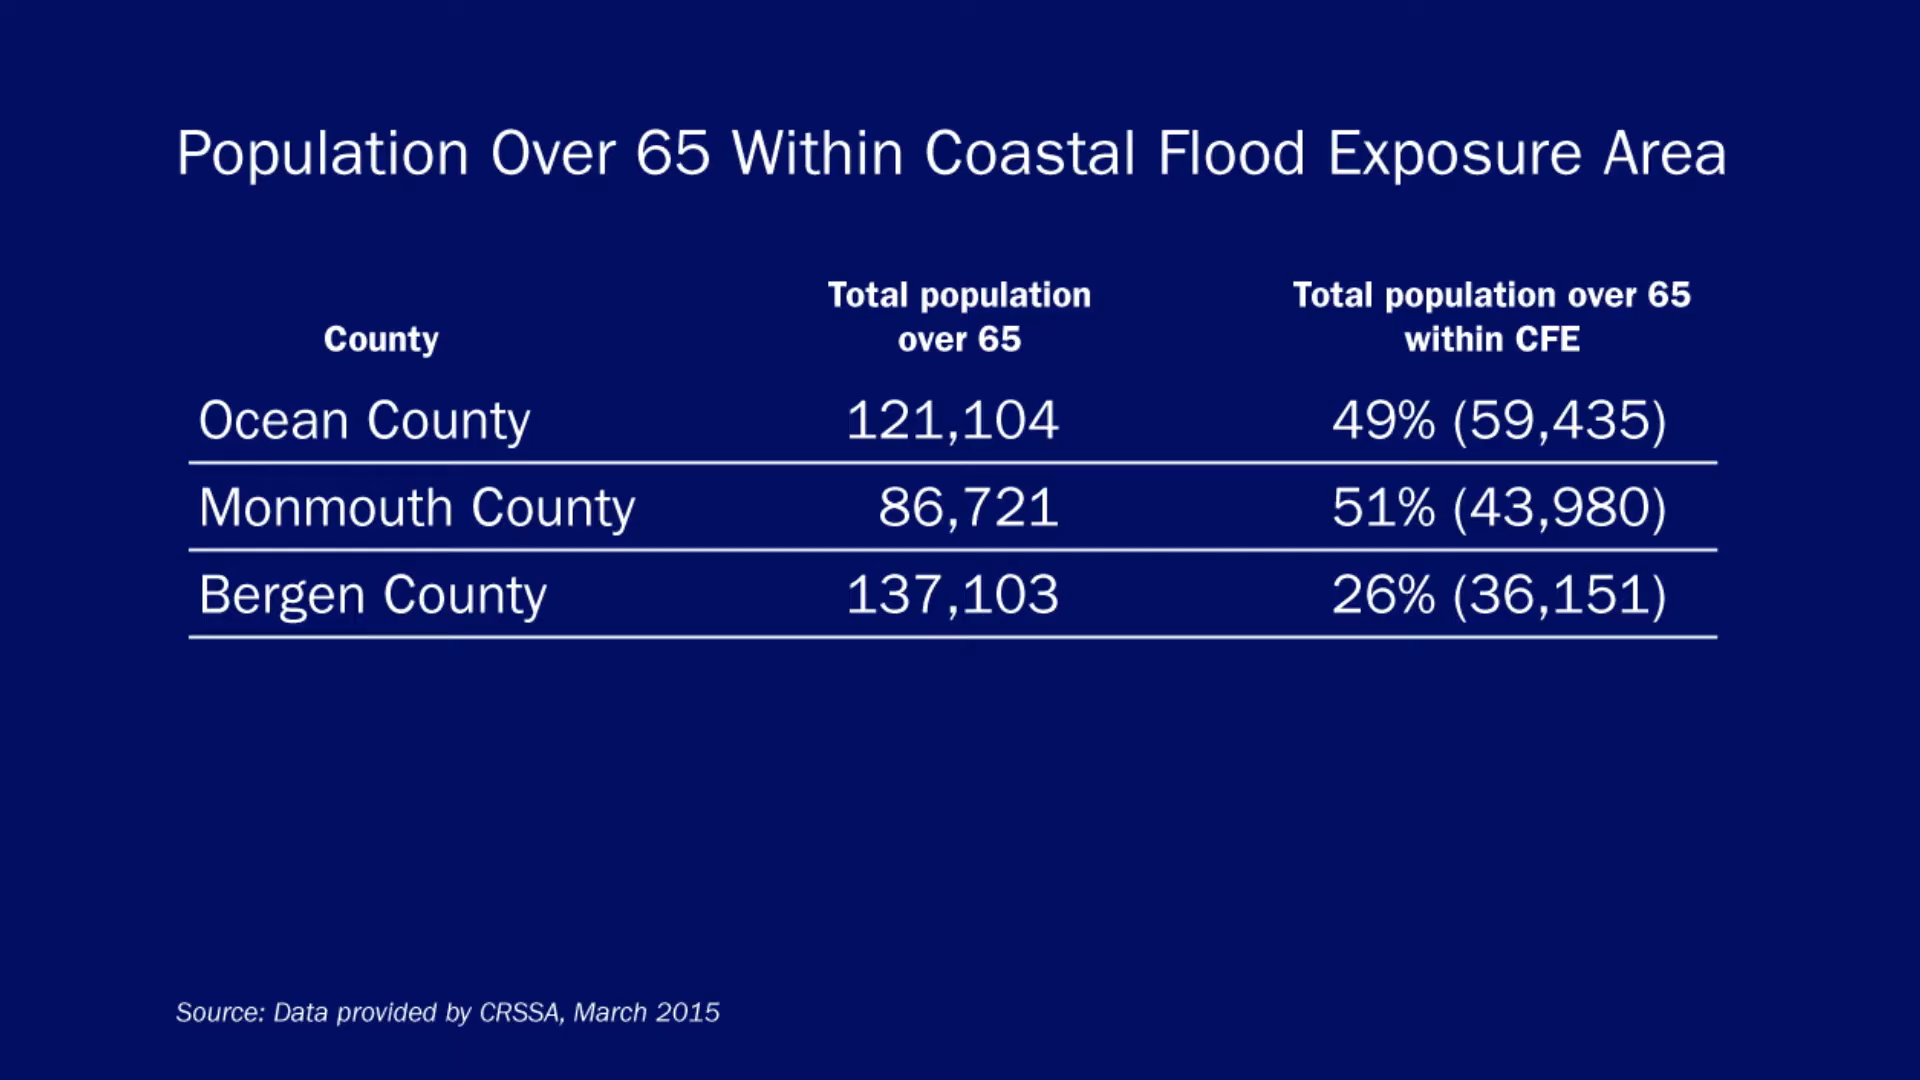 Population Over 65 Within Coastal Flood Exposure Area
County
Total population
over 65
Total population over 65
within CFE
Ocean County 121,104 49% (59,435)
Monmouth County 86,721 51% (43,980)
Bergen County 137,103 26% (36,151)
Source: Data provided by CRSSA, March 2015